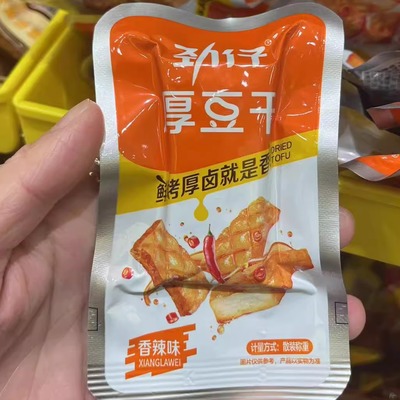 劲仔
厚豆干
DRIED
TOFU
鲜烤厚卤就是香
香辣味
XIANGLAWEI
计量方式：散装称重
图片仅供参考，产品以实物为准